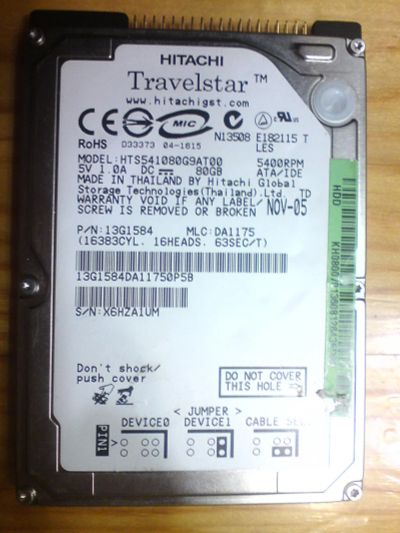 HITACHI
Travelstar™
www.hitachigst.com
CE MIC N
RoHS D33373 04-1615 N13508 E182115 T
LES
MODEL: HTS541080G9AT00 5400RPM
5V 1.0A DC 80GB ATA/IDE
MADE IN THAILAND BY Hitachi Global
Storage Technologies(Thailand).Ltd. TD
WARRANTY VOID IF ANY LABEL/
SCREW IS REMOVED OR BROKEN NOV-05
P/N: 13G1584 MLC: DA1175
(16383CYL. 16HEADS. 63SEC/T)
13G1584DA11750P5B
S/N: X6HZA1UM
Don't shock/
push cover
DO NOT COVER
THIS HOLE
< JUMPER >
DEVICE0 DEVICE1 CABLE
PIN1
HDD